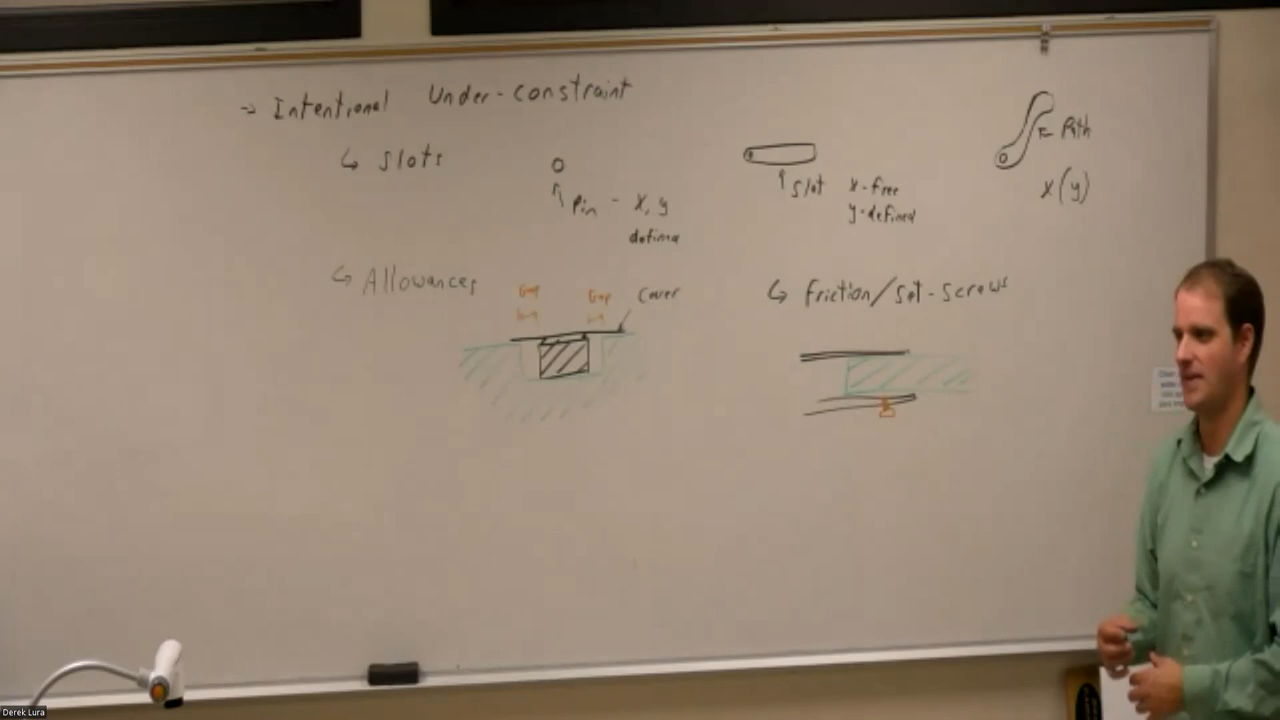 → Intentional Under-constraint
↳ Slots
Pin - X, y
defined
Slot x-free
y-defined
Path
x(y)
↳ Allowances
Gap Gap Cover
↳ Friction/Set-Screws
Derek Lura